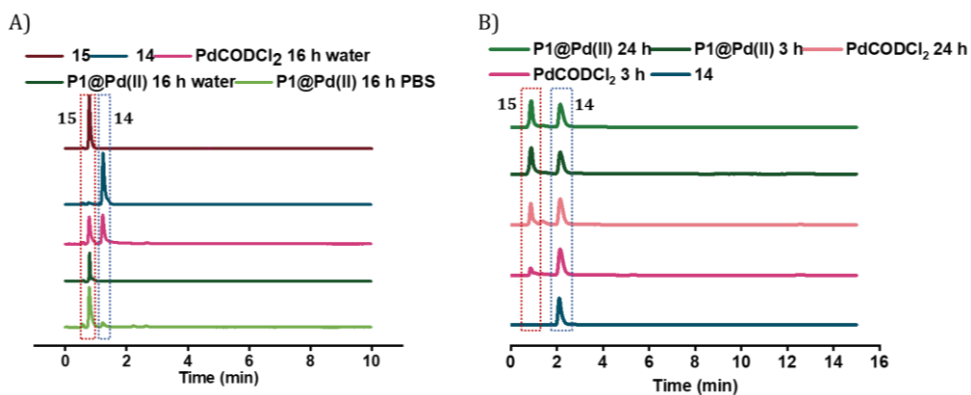 A)
15 14 PdCODCl₂ 16 h water
P1@Pd(II) 16 h water P1@Pd(II) 16 h PBS
15 14
0 2 4 6 8 10
Time (min)
B)
P1@Pd(II) 24 h P1@Pd(II) 3 h PdCODCl₂ 24 h
PdCODCl₂ 3 h 14
15 14
0 2 4 6 8 10 12 14 16
Time (min)